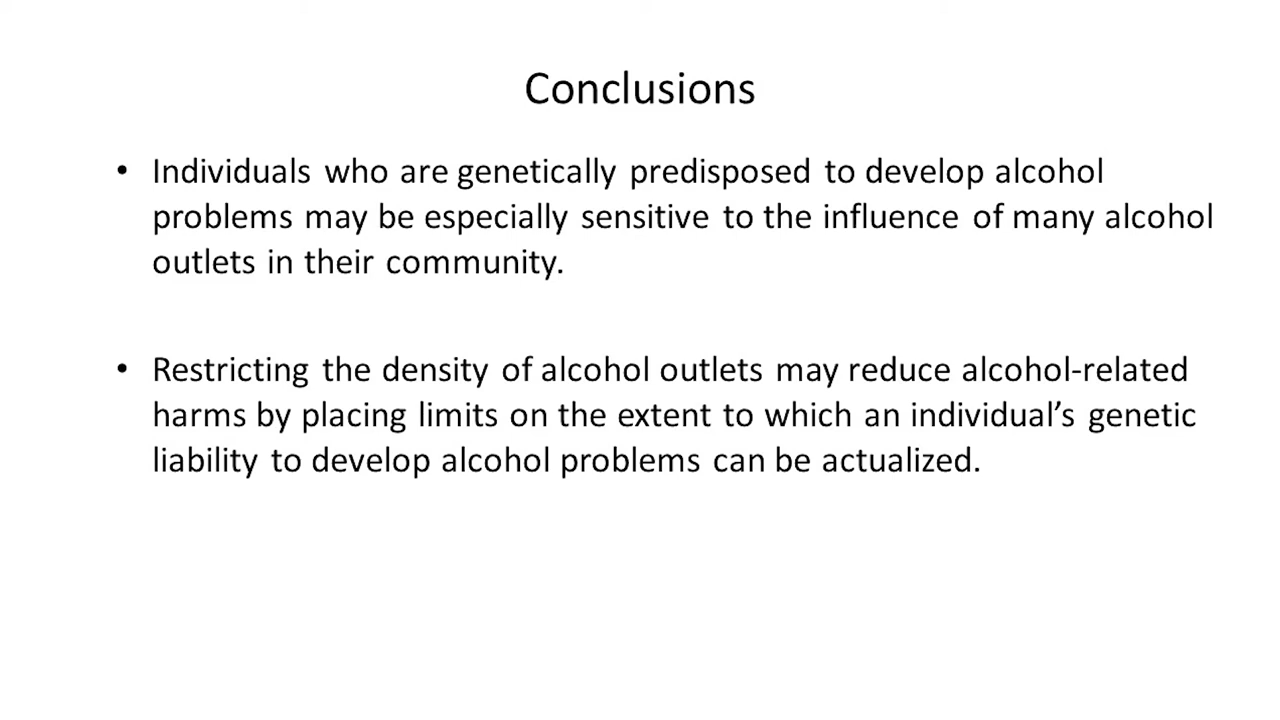 Conclusions
• Individuals who are genetically predisposed to develop alcohol
problems may be especially sensitive to the influence of many alcohol
outlets in their community.
• Restricting the density of alcohol outlets may reduce alcohol-related
harms by placing limits on the extent to which an individual’s genetic
liability to develop alcohol problems can be actualized.